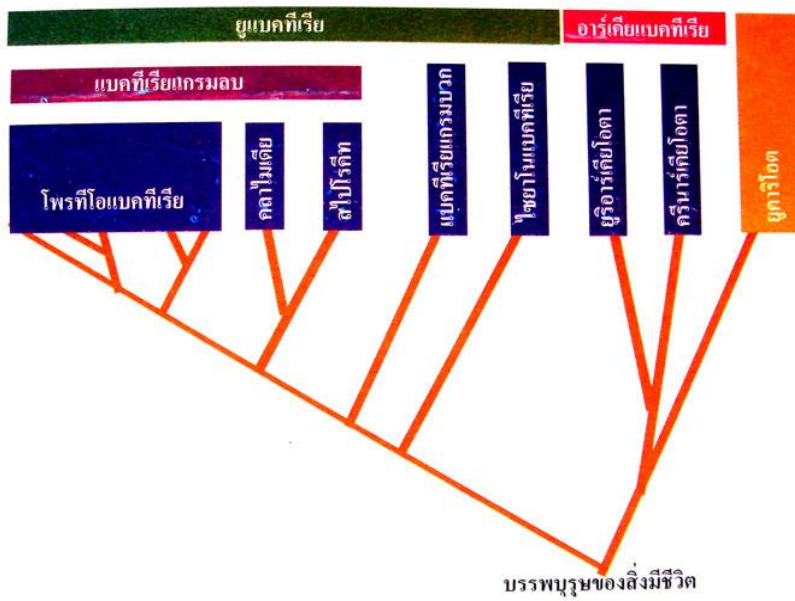 ยูแบคทีเรีย
อาร์เคียแบคทีเรีย
แบคทีเรียแกรมลบ
โพรทีโอแบคทีเรีย
คลาไมเดีย
สไปโรคีท
แบคทีเรียแกรมบวก
ไซยาโนแบคทีเรีย
ยูริอาร์เคียโอตา
ครีนาร์เคียโอตา
ยูคาริโอต
บรรพบุรุษของสิ่งมีชีวิต